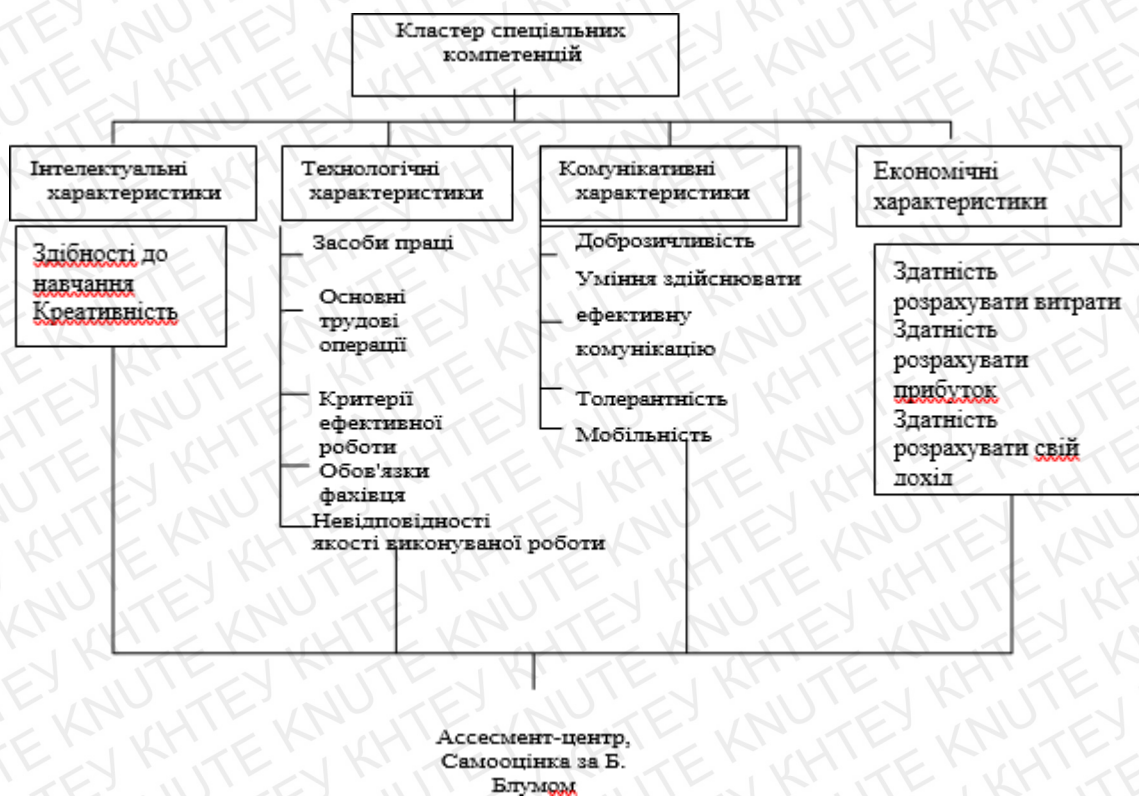 Кластер спеціальних
компетенцій
Інтелектуальні
характеристики
Технологічні
характеристики
Комунікативні
характеристики
Економічні
характеристики
Здібності до
навчання
Креативність
Засоби праці
Основні
трудові
операції
Критерії
ефективної
роботи
Обов'язки
фахівця
Невідповідності
якості виконуваної роботи
Доброзичливість
Уміння здійснювати
ефективну
комунікацію
Толерантність
Мобільність
Здатність
розрахувати витрати
Здатність
розрахувати
прибуток
Здатність
розрахувати свій
дохід
Ассесмент-центр,
Самооцінка за Б.
Блумом